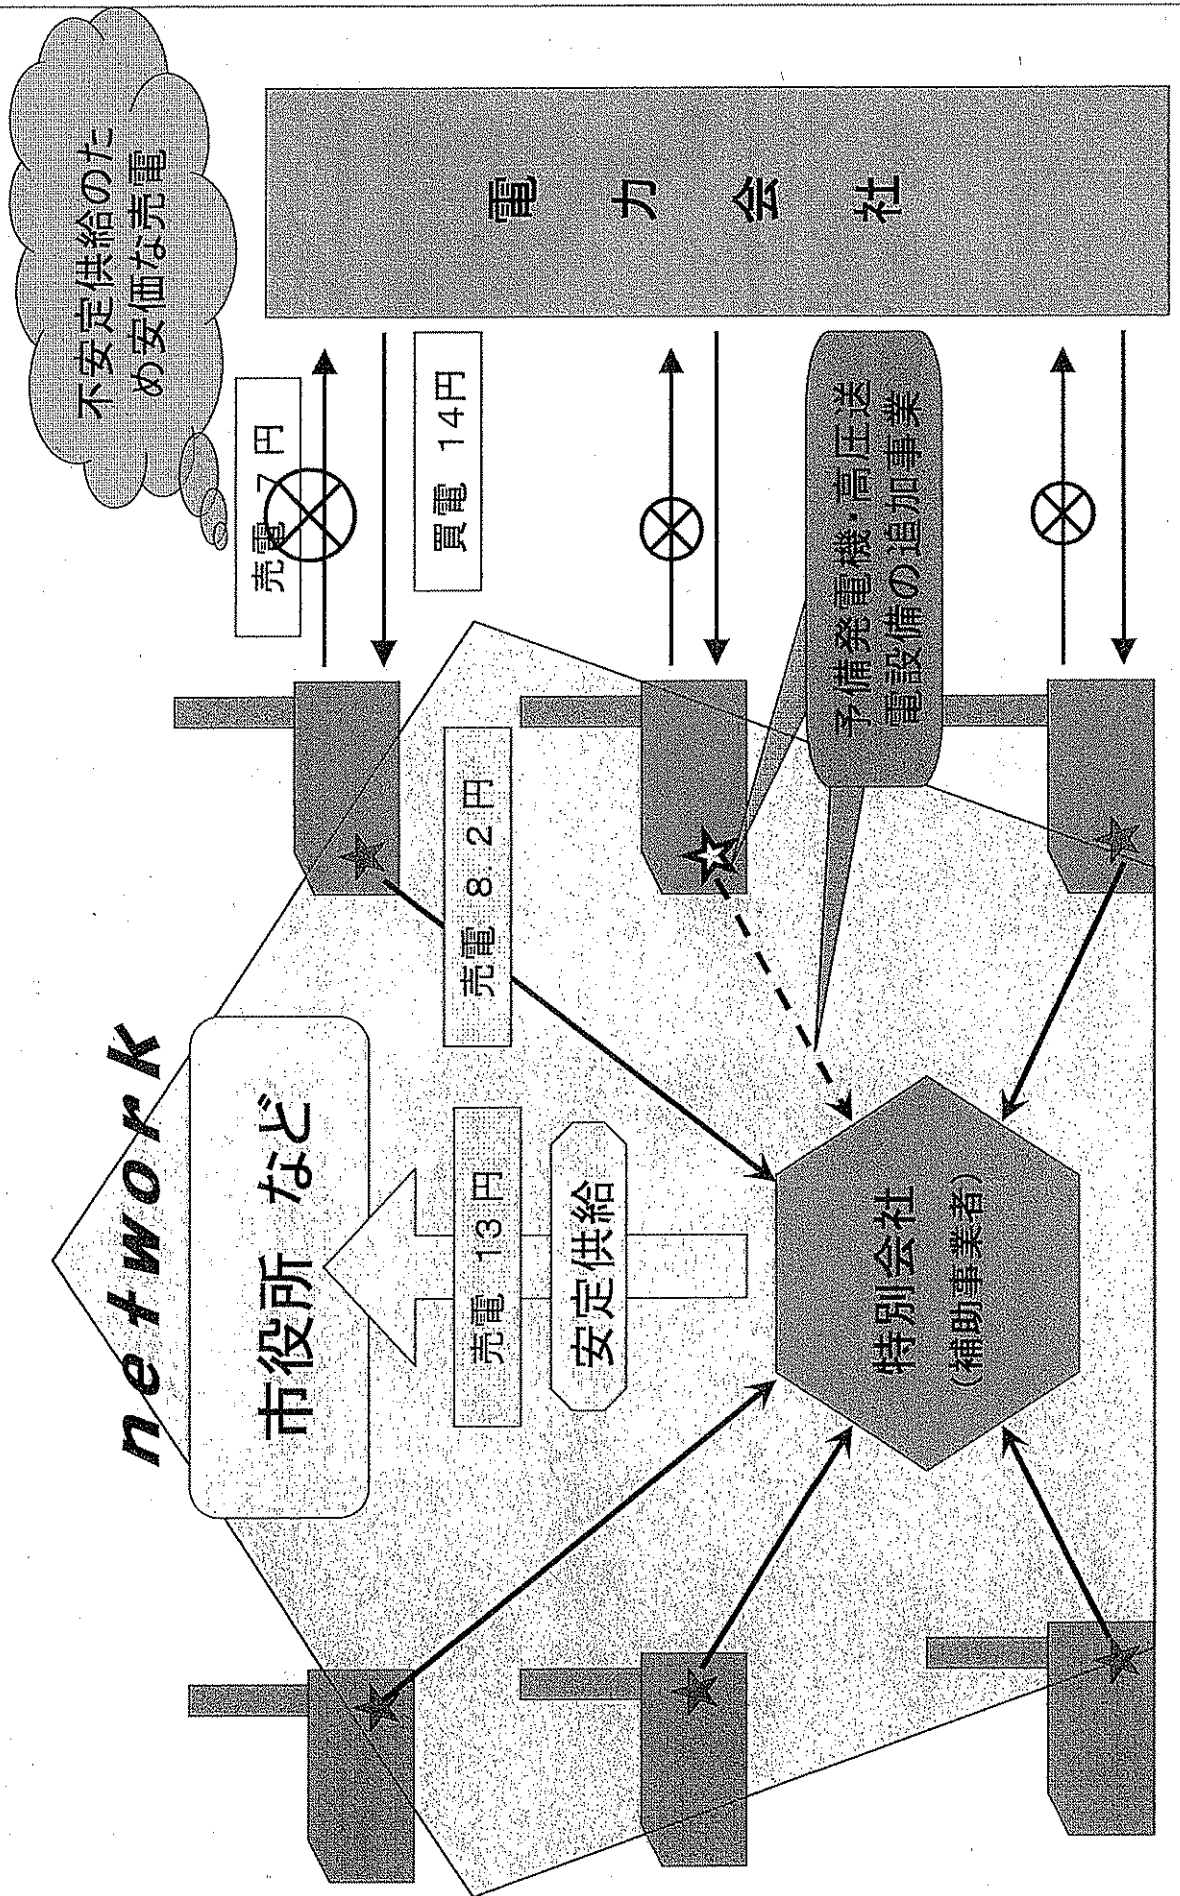 network
市役所 など
売電 13円
安定供給
特別会社
(補助事業者)
売電 8.2円
不安定供給のた
め安価な売電
売電 7円
買電 14円
予備発電機・高圧送
電設備の追加事業
電力会社